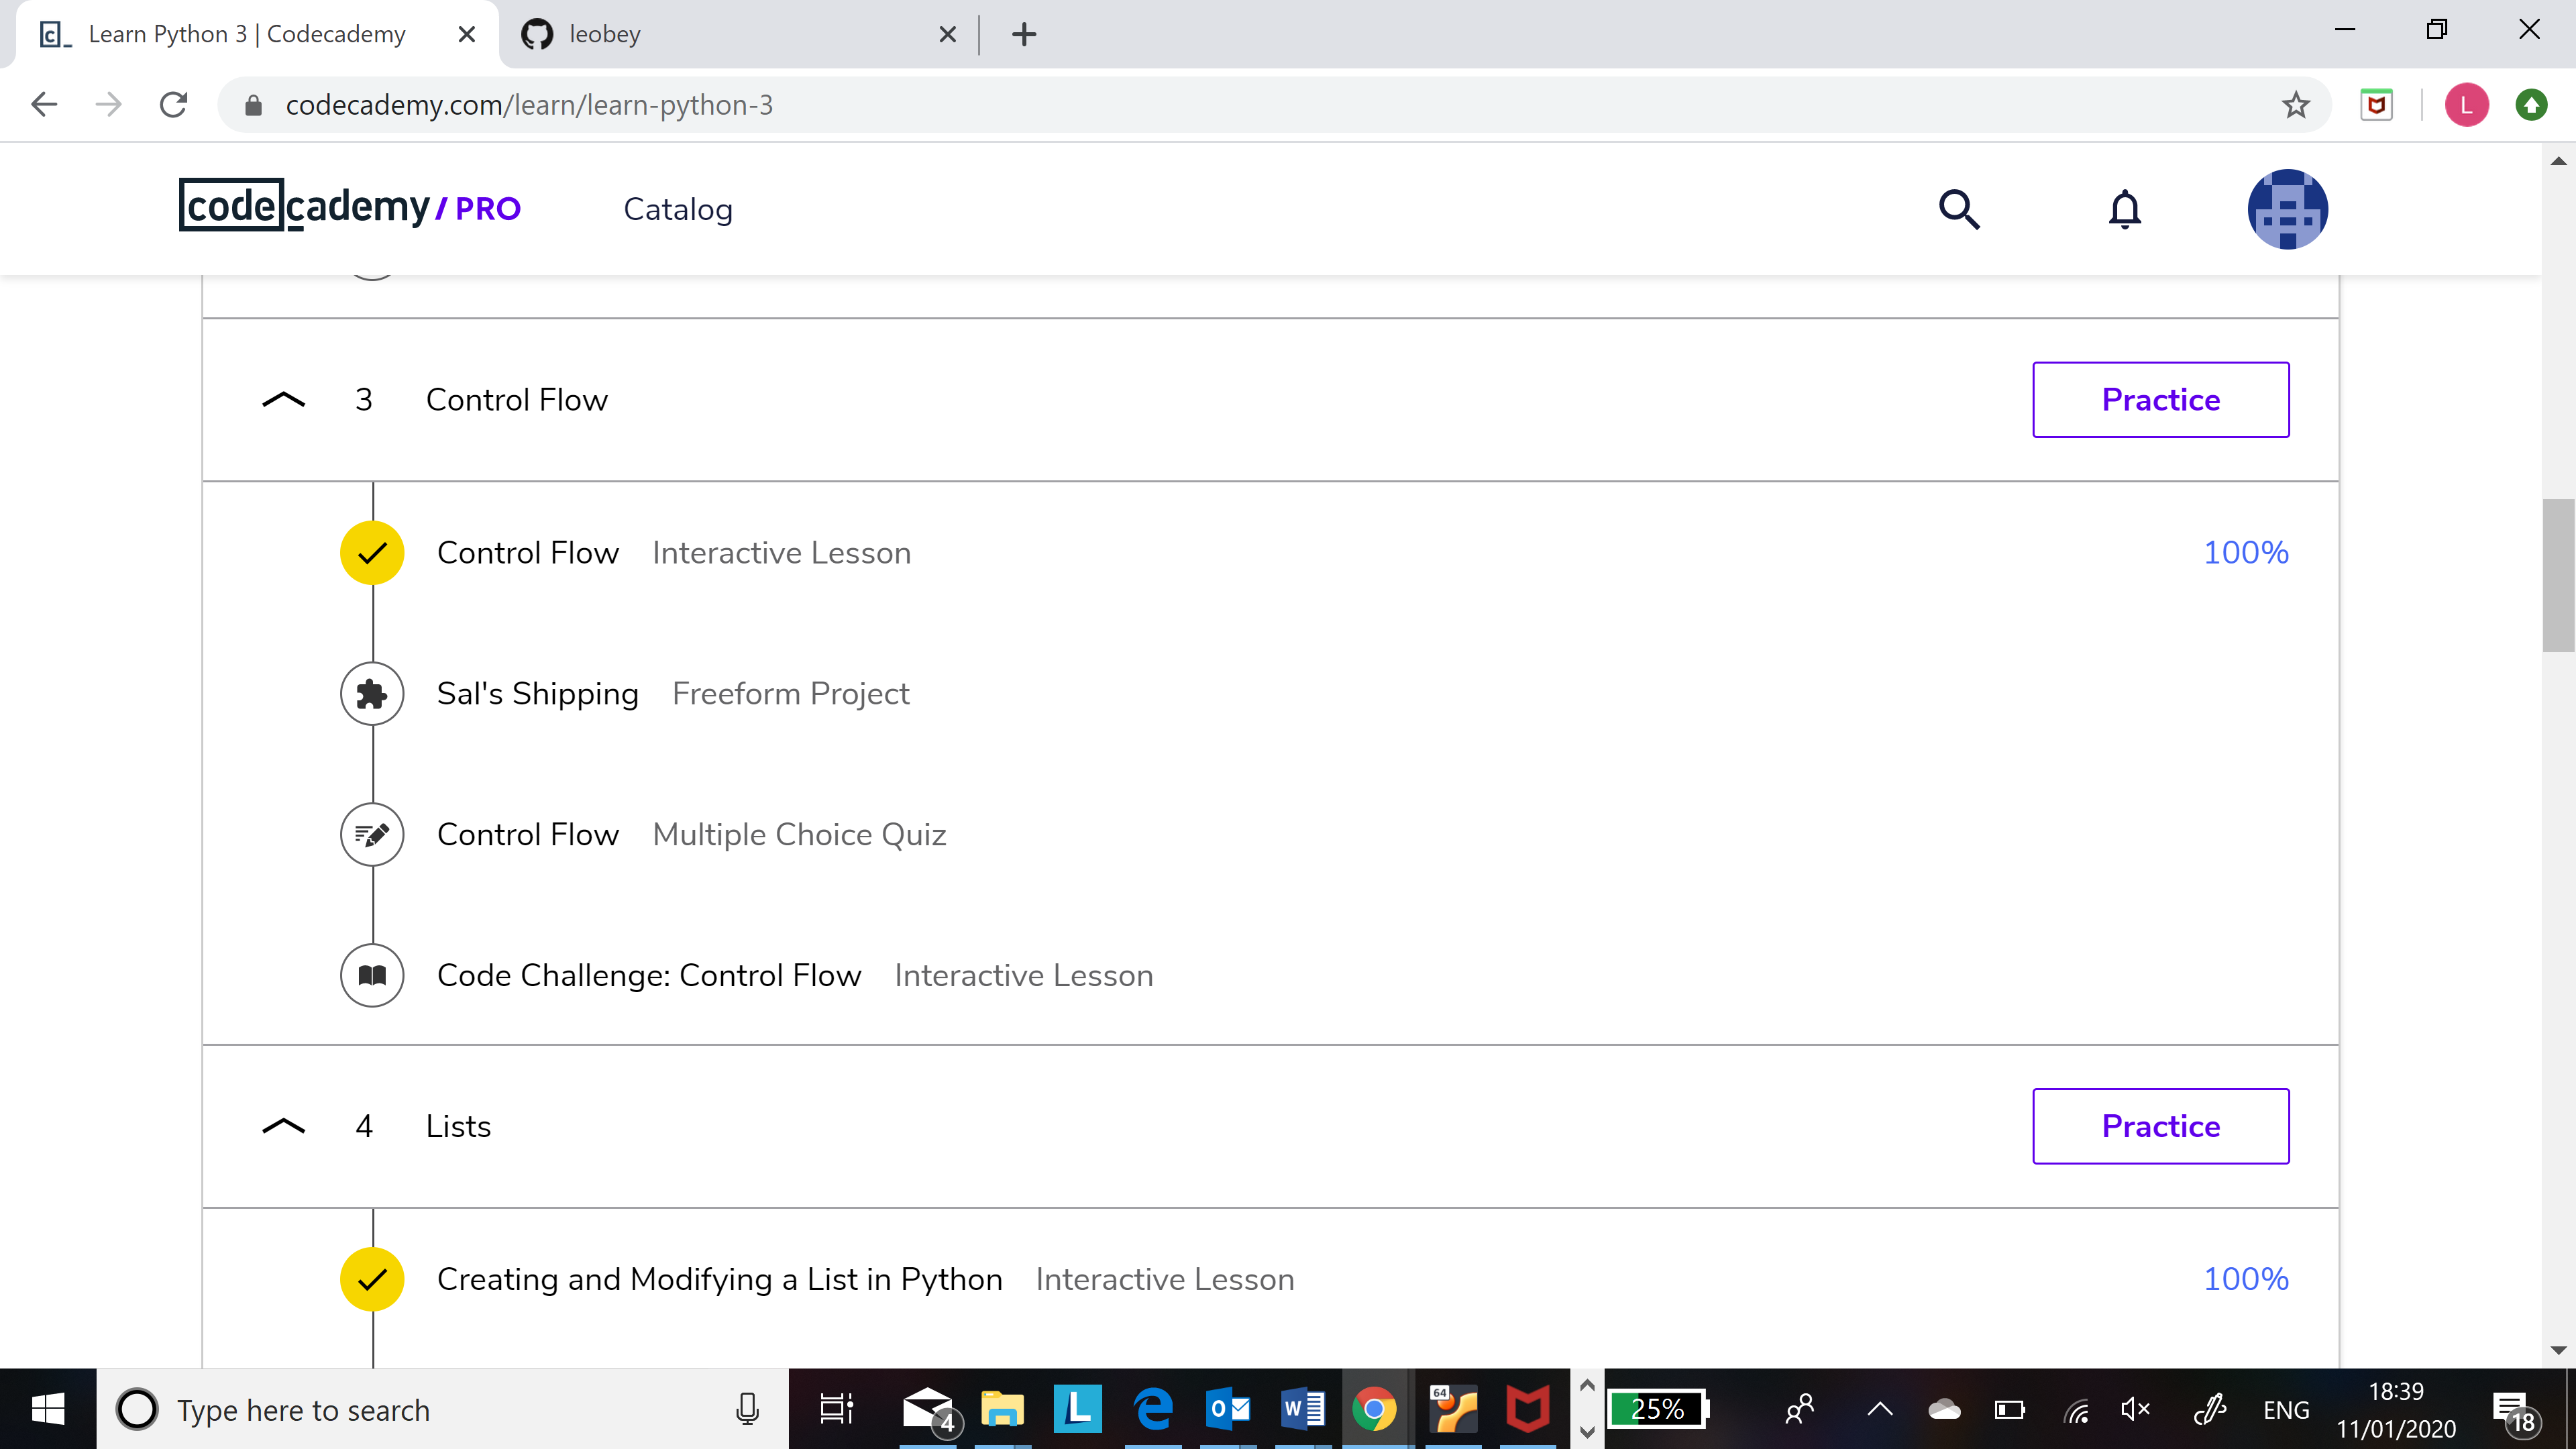 Learn Python 3 | Codecademy
leobey
codecademy.com/learn/learn-python-3
L
codecademy / PRO
Catalog
3 Control Flow Practice
Control Flow Interactive Lesson 100%
Sal's Shipping Freeform Project
Control Flow Multiple Choice Quiz
Code Challenge: Control Flow Interactive Lesson
4 Lists Practice
Creating and Modifying a List in Python Interactive Lesson 100%
Type here to search
4
L
64
25%
ENG
18:39
11/01/2020
18